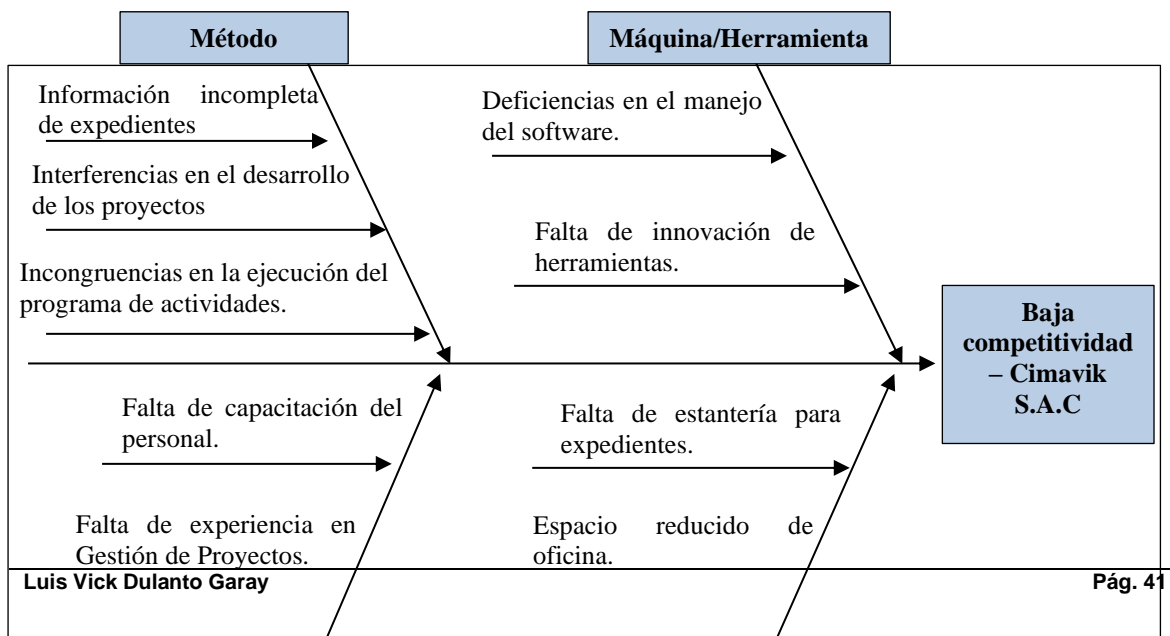 Método
Máquina/Herramienta
Información incompleta
de expedientes
Deficiencias en el manejo
del software.
Interferencias en el desarrollo
de los proyectos
Falta de innovación de
herramientas.
Incongruencias en la ejecución del
programa de actividades.
Baja
competitividad
– Cimavik
S.A.C
Falta de capacitación del
personal.
Falta de estantería para
expedientes.
Falta de experiencia en
Gestión de Proyectos.
Espacio reducido de
oficina.
Luis Vick Dulanto Garay
Pág. 41